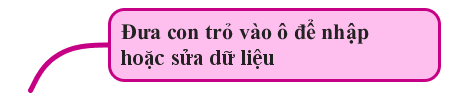 Đưa con trỏ vào ô để nhập
hoặc sửa dữ liệu